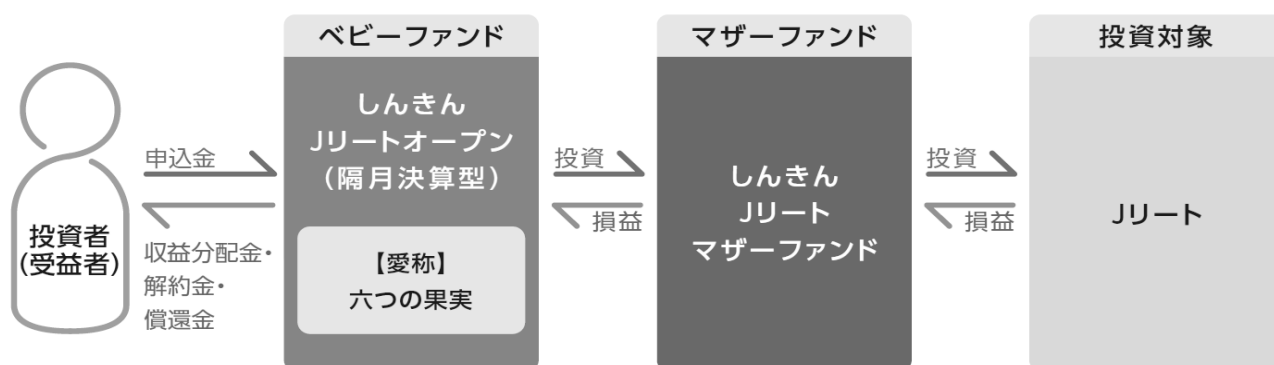 ベビーファンド
マザーファンド
投資対象
しんきん
Jリートオープン
(隔月決算型)
【愛称】
六つの果実
しんきん
Jリート
マザーファンド
Jリート
投資者
(受益者)
申込金
収益分配金・
解約金・
償還金
投資
損益
投資
損益